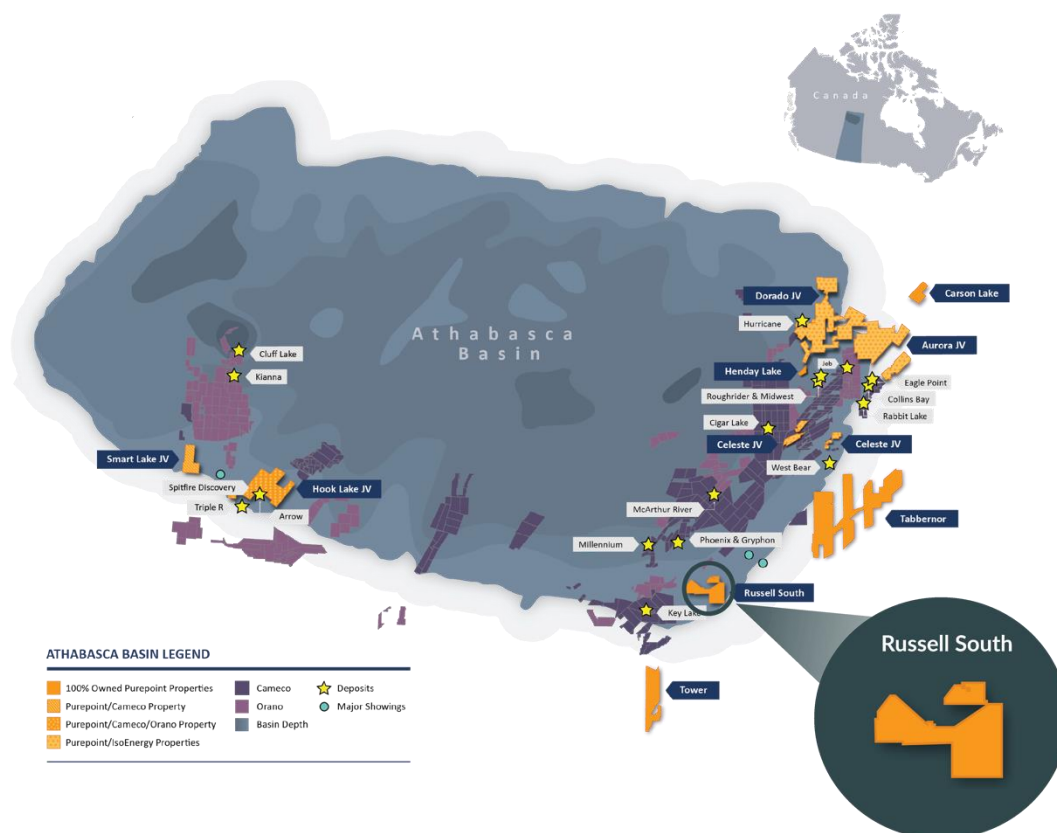 Canada
Athabasca
Basin
Dorado JV
Carson Lake
Hurricane
Aurora JV
Jeb
Henday Lake
Eagle Point
Roughrider & Midwest
Collins Bay
Rabbit Lake
Cigar Lake
Celeste JV
Celeste JV
West Bear
Cluff Lake
Kianna
Smart Lake JV
Spitfire Discovery
Hook Lake JV
Triple R
Arrow
McArthur River
Tabbernor
Millennium
Phoenix & Gryphon
Russell South
Key Lake
Tower
Russell South
ATHABASCA BASIN LEGEND
100% Owned Purepoint Properties
Purepoint/Cameco Property
Purepoint/Cameco/Orano Property
Purepoint/IsoEnergy Properties
Cameco
Orano
Basin Depth
Deposits
Major Showings